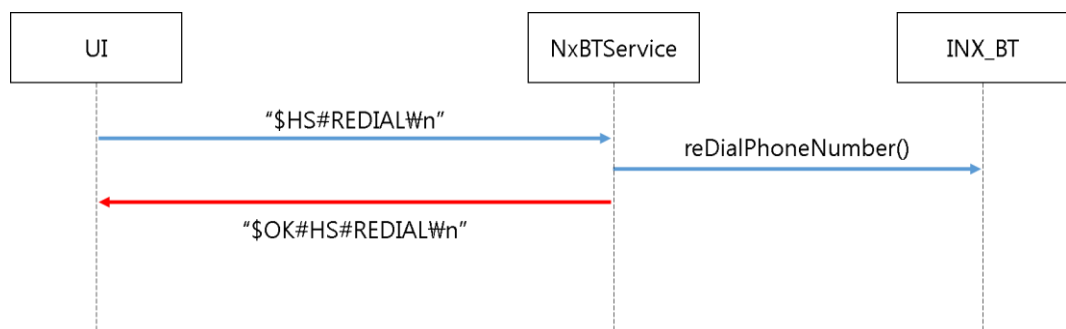 UI
NxBTService
INX_BT
“$HS#REDIAL₩n”
reDialPhoneNumber()
“$OK#HS#REDIAL₩n”